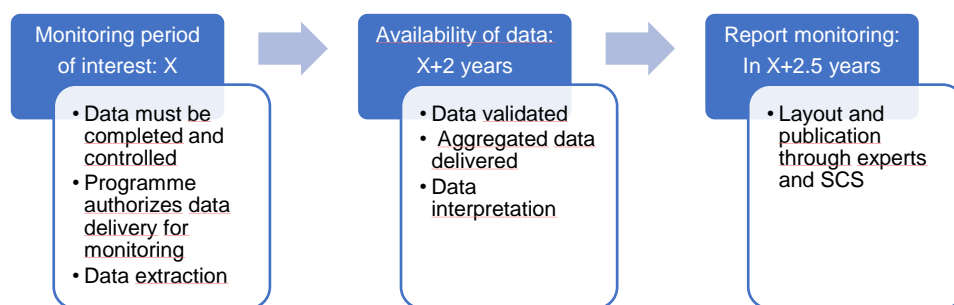 Monitoring period
of interest: X
• Data must be
completed and
controlled
• Programme
authorizes data
delivery for
monitoring
• Data extraction
Availability of data:
X+2 years
• Data validated
• Aggregated data
delivered
• Data
interpretation
Report monitoring:
In X+2.5 years
• Layout and
publication
through experts
and SCS